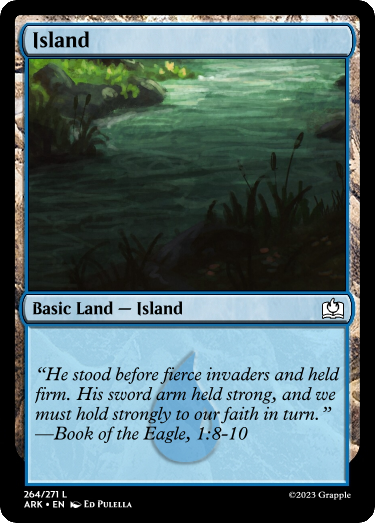 Island
Basic Land — Island
“He stood before fierce invaders and held
firm. His sword arm held strong, and we
must hold strongly to our faith in turn.”
—Book of the Eagle, 1:8-10
264/271 L
ARK • EN Ed Pulella
©2023 Grapple